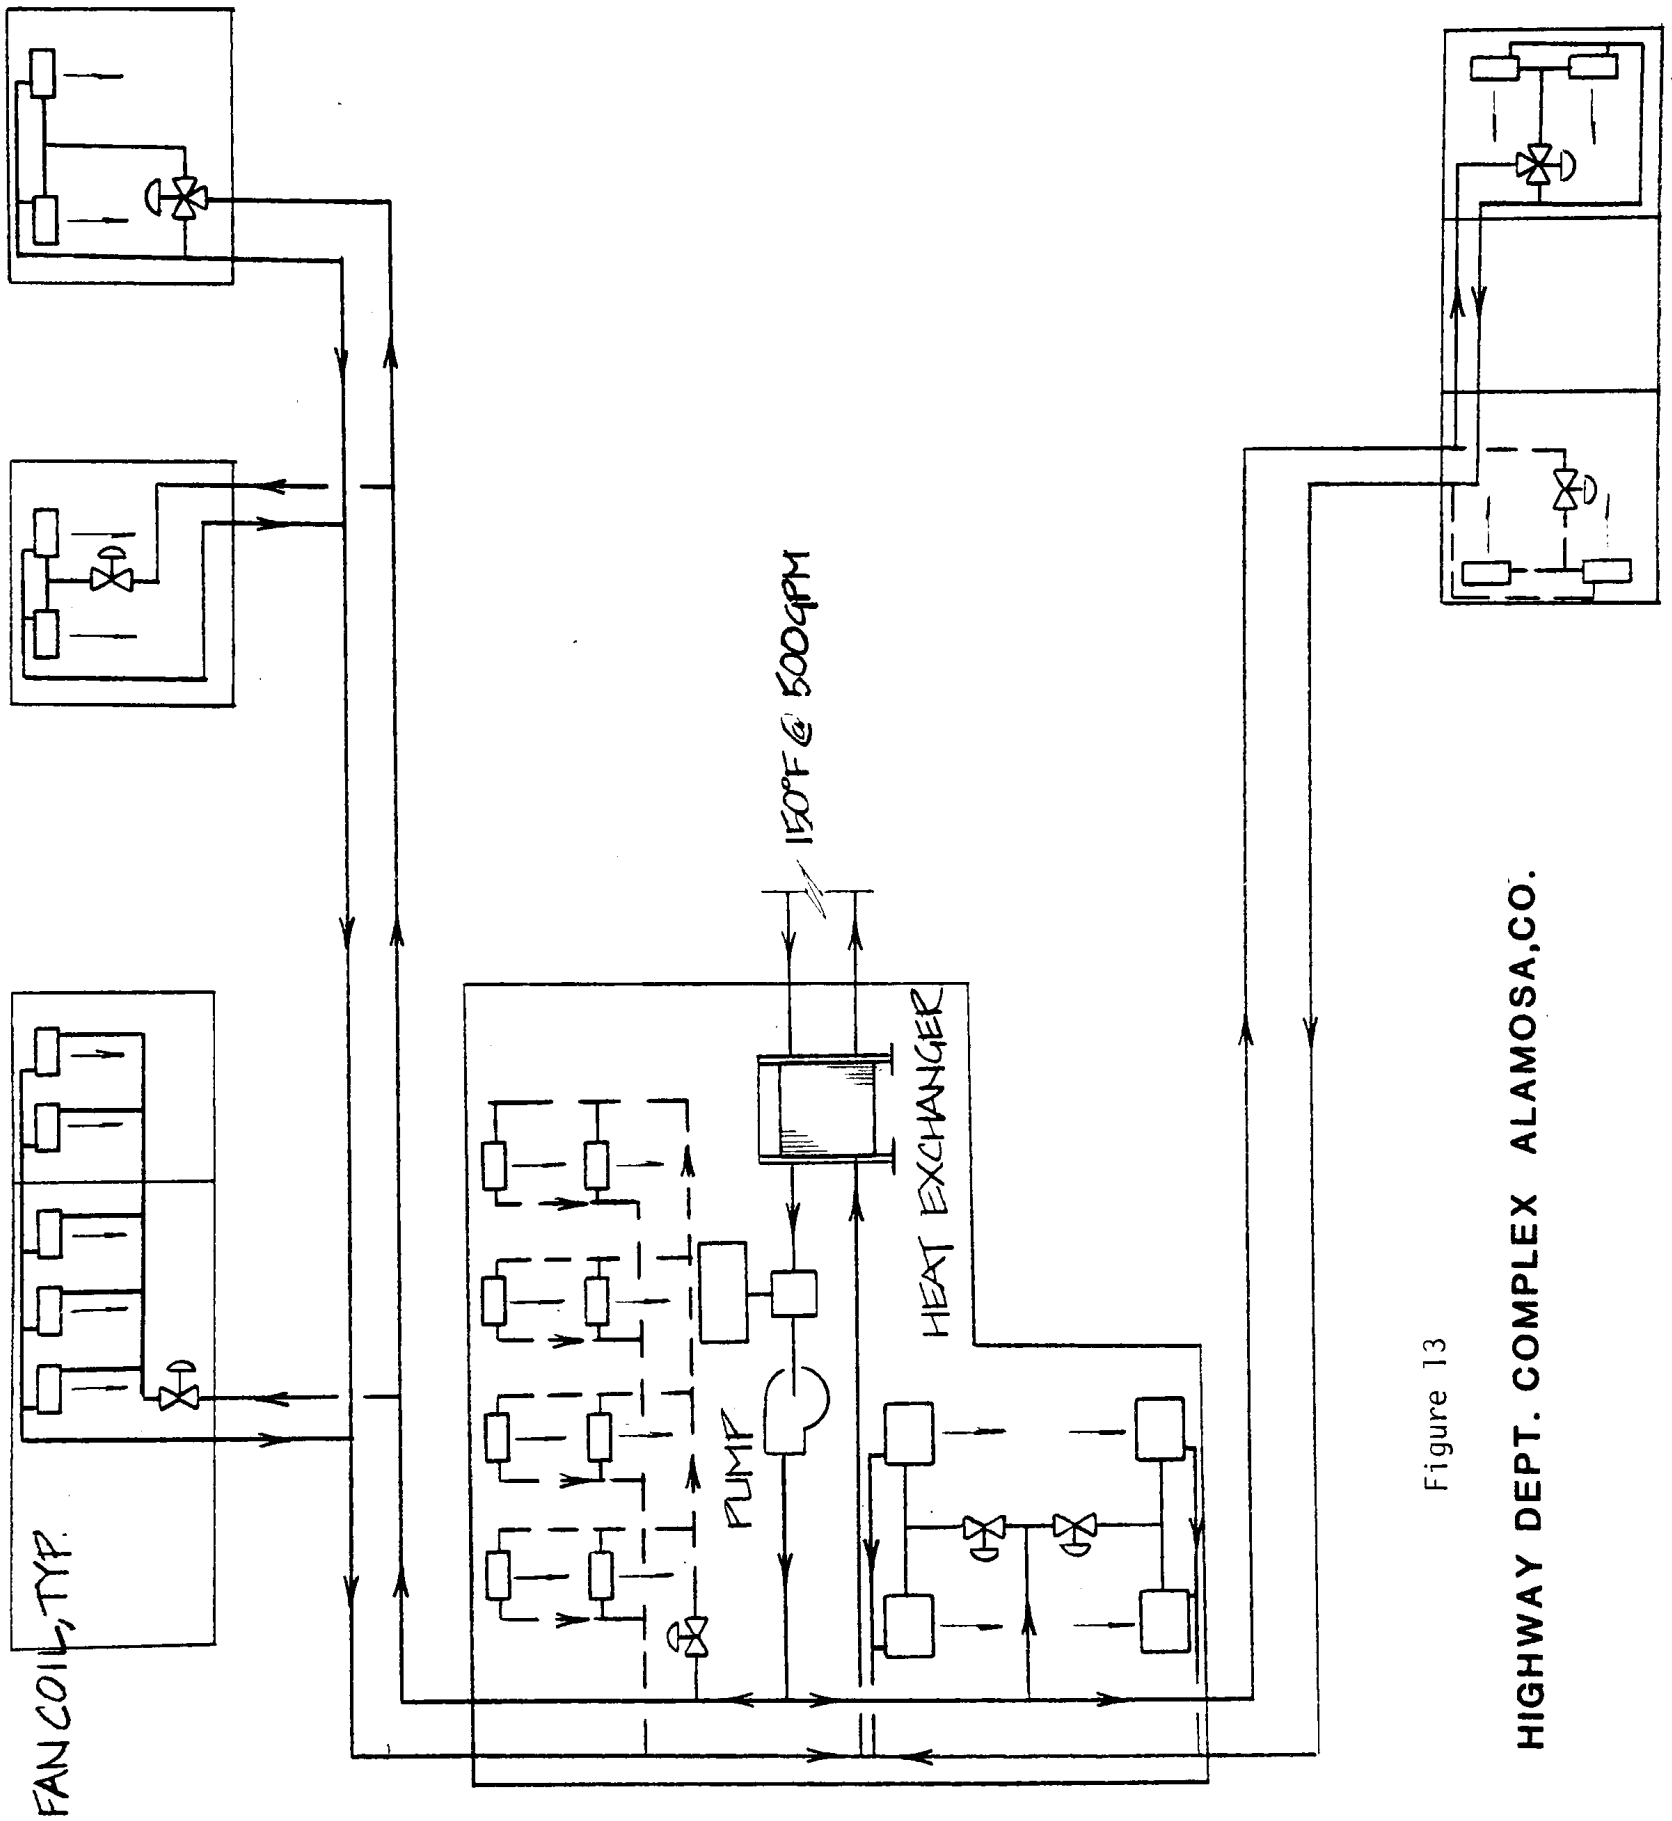 FAN COIL, TYP.
150°F @ 500GPM
HEAT EXCHANGER
PUMP
Figure 13
HIGHWAY DEPT. COMPLEX ALAMOSA, CO.